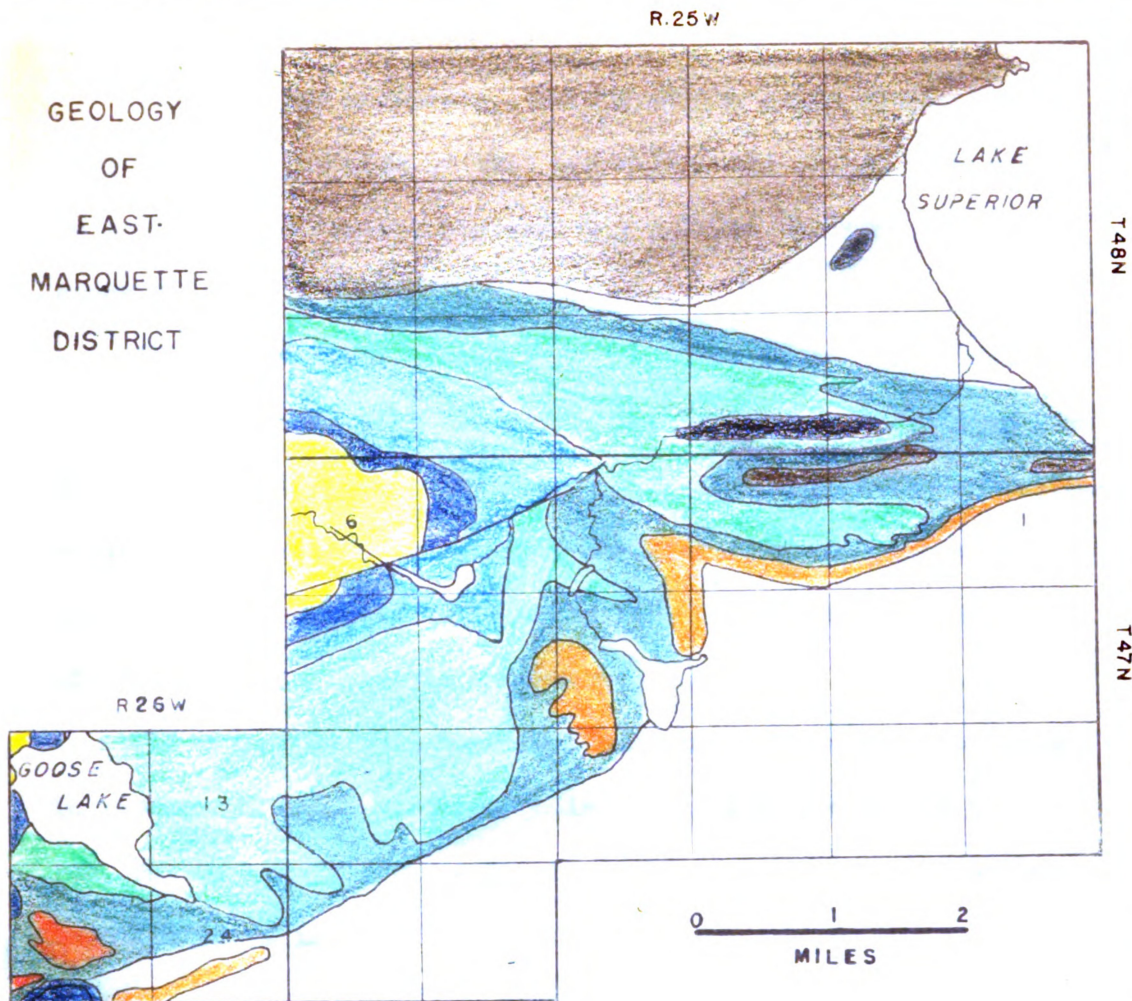 R.25W
GEOLOGY
OF
EAST-
MARQUETTE
DISTRICT
LAKE
SUPERIOR
T48N
6
1
T47N
R26W
GOOSE
LAKE
13
24
0 1 2
MILES